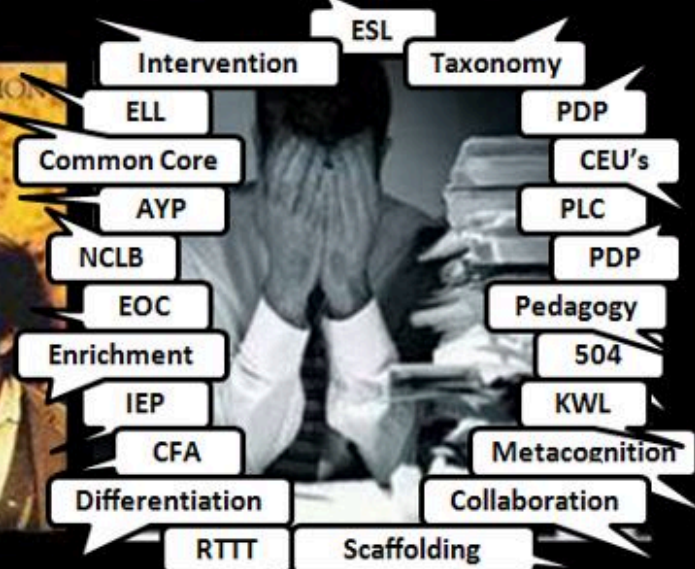 ESL
Intervention
Taxonomy
ELL
PDP
Common Core
CEU's
AYP
PLC
NCLB
PDP
EOC
Pedagogy
Enrichment
504
IEP
KWL
CFA
Metacognition
Differentiation
Collaboration
RTTT
Scaffolding